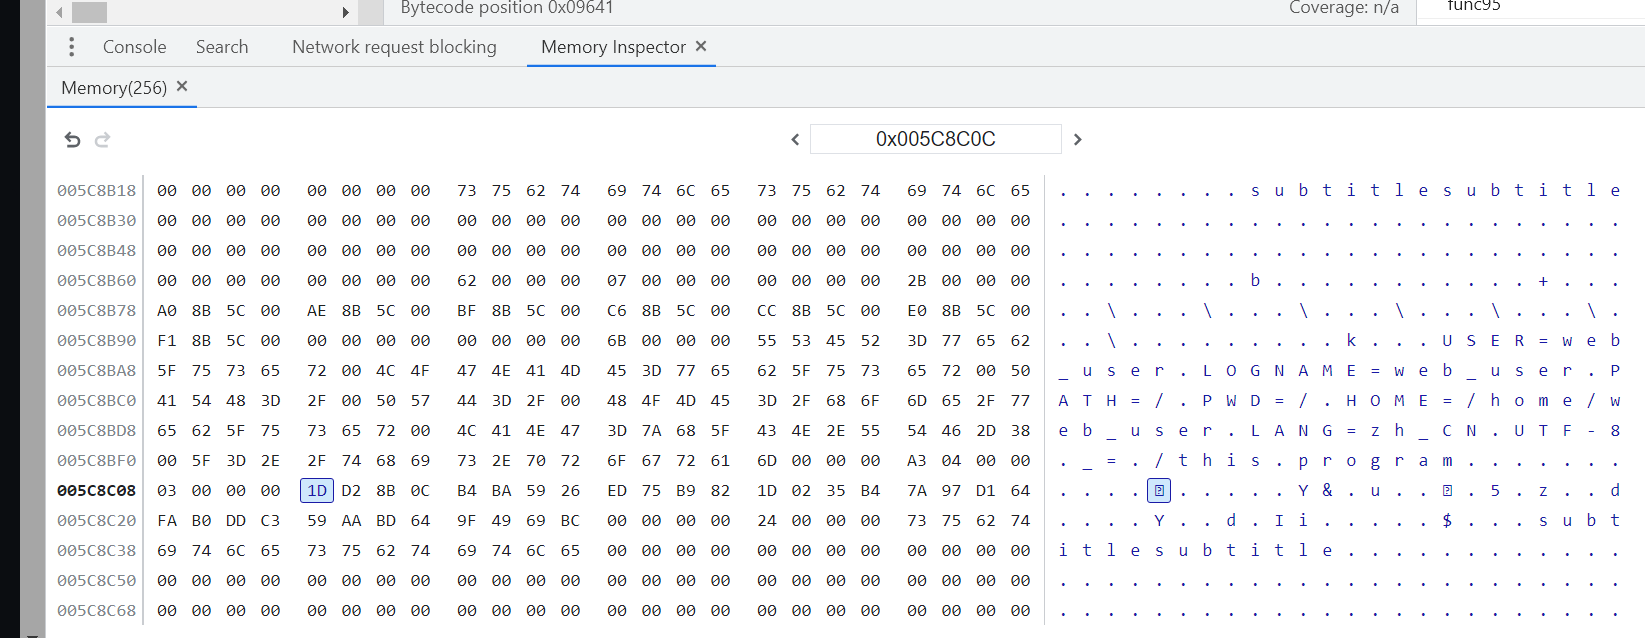 Bytecode position 0x09641 Coverage: n/a func95
Console Search Network request blocking Memory Inspector ×
Memory(256) ×
0x005C8C0C
005C8B18 00 00 00 00 00 00 00 00 73 75 62 74 69 74 6C 65 73 75 62 74 69 74 6C 65 . . . . . . . . s u b t i t l e s u b t i t l e
005C8B30 00 00 00 00 00 00 00 00 00 00 00 00 00 00 00 00 00 00 00 00 00 00 00 00 . . . . . . . . . . . . . . . . . . . . . . . .
005C8B48 00 00 00 00 00 00 00 00 00 00 00 00 00 00 00 00 00 00 00 00 00 00 00 00 . . . . . . . . . . . . . . . . . . . . . . . .
005C8B60 00 00 00 00 00 00 00 00 62 00 00 00 07 00 00 00 00 00 00 00 2B 00 00 00 . . . . . . . . b . . . . . . . . . . . + . . .
005C8B78 A0 8B 5C 00 AE 8B 5C 00 BF 8B 5C 00 C6 8B 5C 00 CC 8B 5C 00 E0 8B 5C 00 . . \ . . . \ . . . \ . . . \ . . . \ . . . \ .
005C8B90 F1 8B 5C 00 00 00 00 00 00 00 00 00 6B 00 00 00 55 53 45 52 3D 77 65 62 . . \ . . . . . . . . . k . . . U S E R = w e b
005C8BA8 5F 75 73 65 72 00 4C 4F 47 4E 41 4D 45 3D 77 65 62 5F 75 73 65 72 00 50 _ u s e r . L O G N A M E = w e b _ u s e r . P
005C8BC0 41 54 48 3D 2F 00 50 57 44 3D 2F 00 48 4F 4D 45 3D 2F 68 6F 6D 65 2F 77 A T H = / . P W D = / . H O M E = / h o m e / w
005C8BD8 65 62 5F 75 73 65 72 00 4C 41 4E 47 3D 7A 68 5F 43 4E 2E 55 54 46 2D 38 e b _ u s e r . L A N G = z h _ C N . U T F - 8
005C8BF0 00 5F 3D 2E 2F 74 68 69 73 2E 70 72 6F 67 72 61 6D 00 00 00 A3 04 00 00 . _ = . / t h i s . p r o g r a m . . . . . . .
005C8C08 03 00 00 00 1D D2 8B 0C B4 BA 59 26 ED 75 B9 82 1D 02 35 B4 7A 97 D1 64 . . . . . . . . . Y & . u . . . 5 . z . . d
005C8C20 FA B0 DD C3 59 AA BD 64 9F 49 69 BC 00 00 00 00 24 00 00 00 73 75 62 74 . . . . Y . . d . I i . . . . . $ . . . s u b t
005C8C38 69 74 6C 65 73 75 62 74 69 74 6C 65 00 00 00 00 00 00 00 00 00 00 00 00 i t l e s u b t i t l e . . . . . . . . . . . .
005C8C50 00 00 00 00 00 00 00 00 00 00 00 00 00 00 00 00 00 00 00 00 00 00 00 00 . . . . . . . . . . . . . . . . . . . . . . . .
005C8C68 00 00 00 00 00 00 00 00 00 00 00 00 00 00 00 00 00 00 00 00 00 00 00 00 . . . . . . . . . . . . . . . . . . . . . . . .